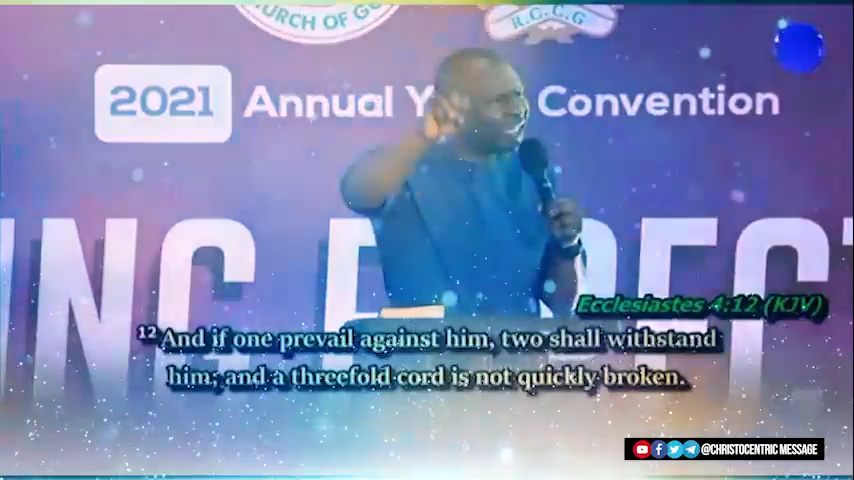 CHURCH OF GO
R.C.C.G
2021 Annual Y Convention
ING
Ecclesiastes 4:12 (KJV)
12 And if one prevail against him, two shall withstand
him; and a threefold cord is not quickly broken.
@CHRISTOCENTRIC MESSAGE